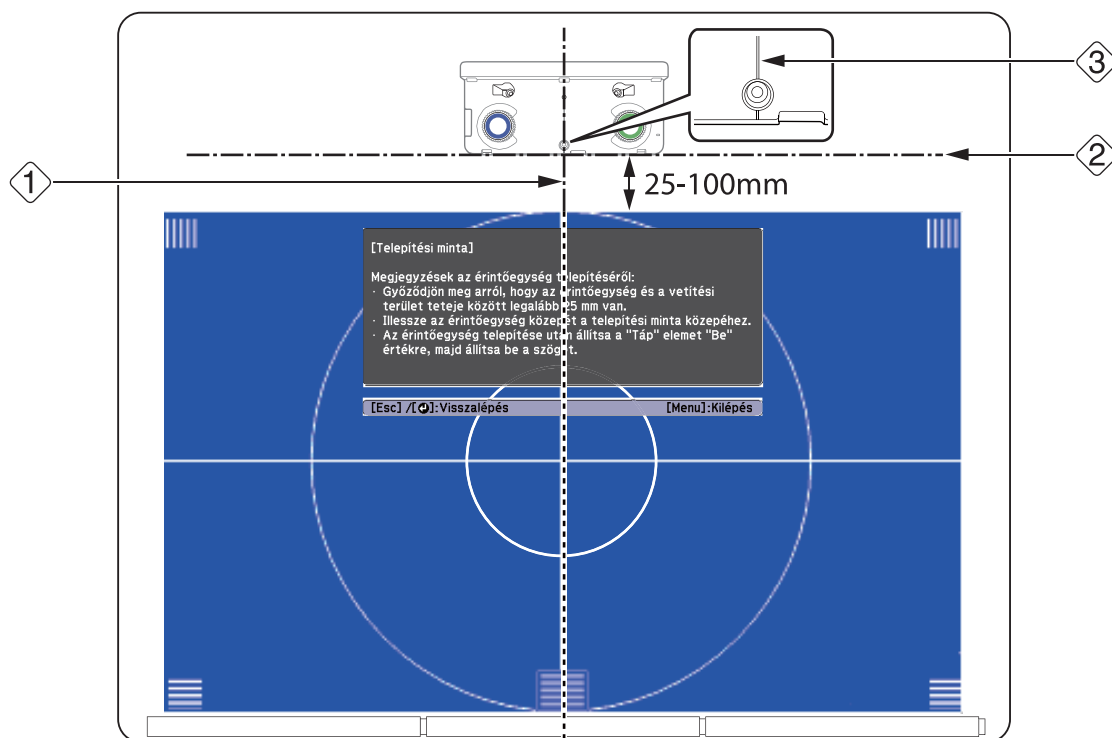 3
2
1
25-100mm
[Telepítési minta]
Megjegyzések az érintőegység telepítéséről:
· Győződjön meg arról, hogy az érintőegység és a vetítési
terület teteje között legalább 25 mm van.
· Illessze az érintőegység közepét a telepítési minta közepéhez.
· Az érintőegység telepítése után állítsa a "Táp" elemet "Be"
értékre, majd állítsa be a szöget.
[Esc] /[⏎]:Visszalépés [Menu]:Kilépés